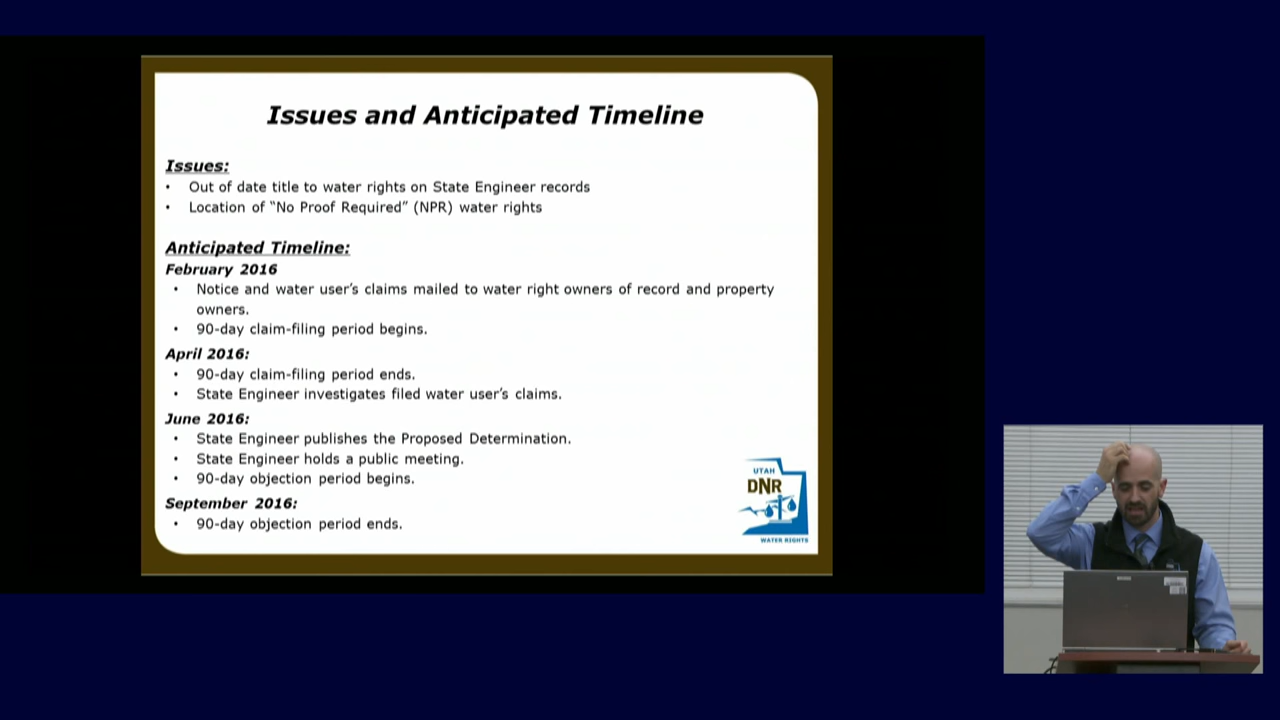 Issues and Anticipated Timeline
Issues:
• Out of date title to water rights on State Engineer records
• Location of “No Proof Required” (NPR) water rights
Anticipated Timeline:
February 2016
• Notice and water user’s claims mailed to water right owners of record and property
owners.
• 90-day claim-filing period begins.
April 2016:
• 90-day claim-filing period ends.
• State Engineer investigates filed water user’s claims.
June 2016:
• State Engineer publishes the Proposed Determination.
• State Engineer holds a public meeting.
• 90-day objection period begins.
September 2016:
• 90-day objection period ends.
UTAH
DNR
WATER RIGHTS